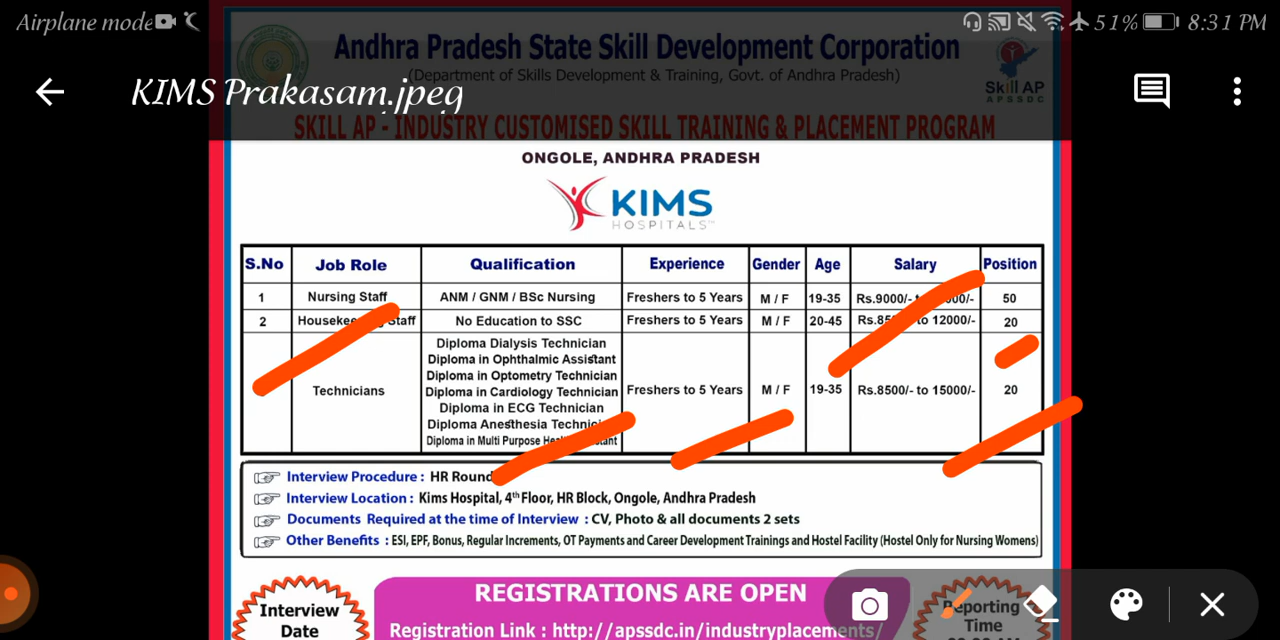 Airplane mode 51% 8:31 PM
Andhra Pradesh State Skill Development Corporation
(Department of Skills Development & Training, Govt. of Andhra Pradesh)
Skill AP
APSSDC
KIMS Prakasam.jpeg
SKILL AP - INDUSTRY CUSTOMISED SKILL TRAINING & PLACEMENT PROGRAM
ONGOLE, ANDHRA PRADESH
KIMS
HOSPITALS
S.No Job Role Qualification Experience Gender Age Salary Position
1 Nursing Staff ANM / GNM / BSc Nursing Freshers to 5 Years M / F 19-35 Rs.9000/- 50
2 Staff No Education to SSC Freshers to 5 Years M / F 20-45 to 12000/- 20
Diploma Dialysis Technician
Diploma in Ophthalmic Assistant
Diploma in Optometry Technician
Technicians Diploma in Cardiology Technician Freshers to 5 Years M / F 19-35 Rs.8500/- to 15000/- 20
Diploma in ECG Technician
Diploma Anesthesia
Diploma in Multi Purpose
Interview Procedure : HR Round
Interview Location : Kims Hospital, 4th Floor, HR Block, Ongole, Andhra Pradesh
Documents Required at the time of Interview : CV, Photo & all documents 2 sets
Other Benefits : ESI, EPF, Bonus, Regular Increments, OT Payments and Career Development Trainings and Hostel Facility (Hostel Only for Nursing Womens)
Interview
Date
REGISTRATIONS ARE OPEN
Registration Link : http://apssdc.in/industryplacements/
Reporting
Time